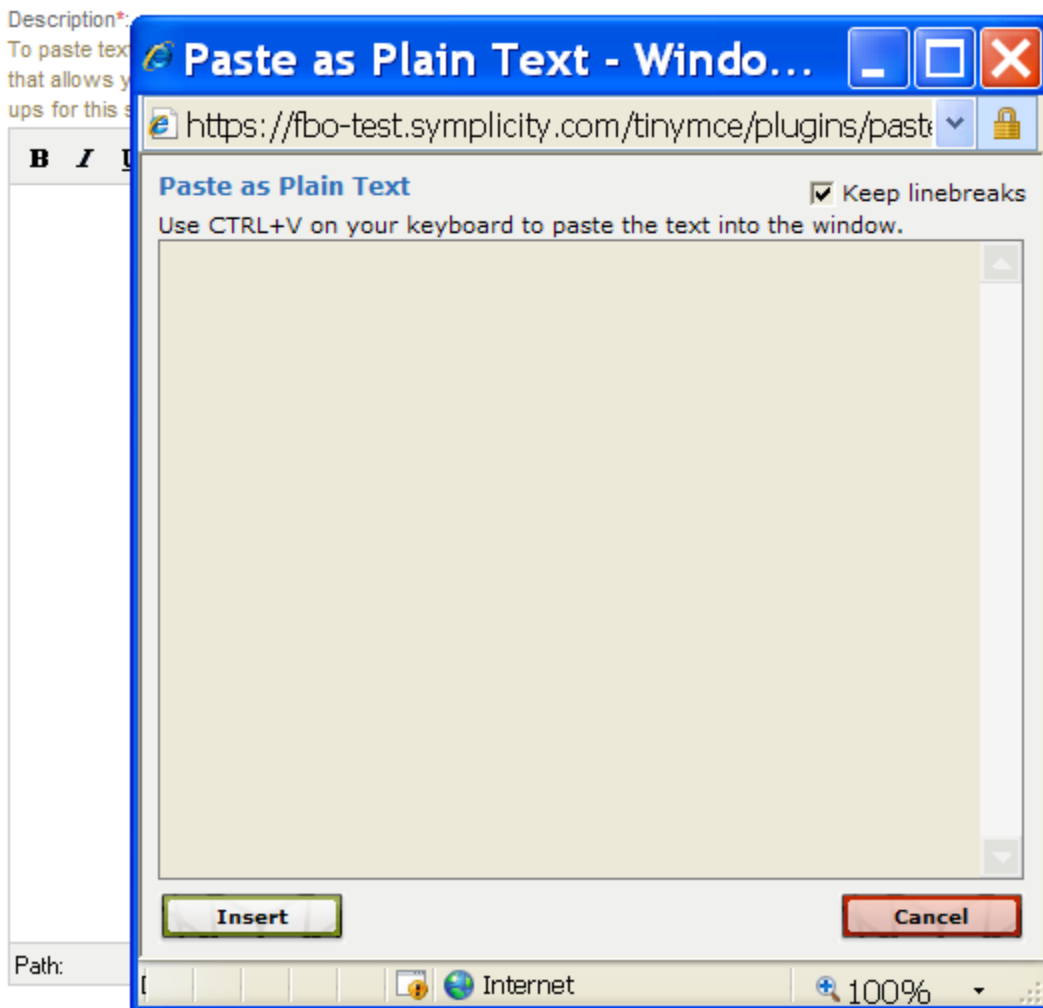 Description*:
To paste tex
that allows y
ups for this s
B I U
Path:
Paste as Plain Text - Windo...
https://fbo-test.symplicity.com/tinymce/plugins/paste
Paste as Plain Text
Keep linebreaks
Use CTRL+V on your keyboard to paste the text into the window.
Insert
Cancel
Internet
100%